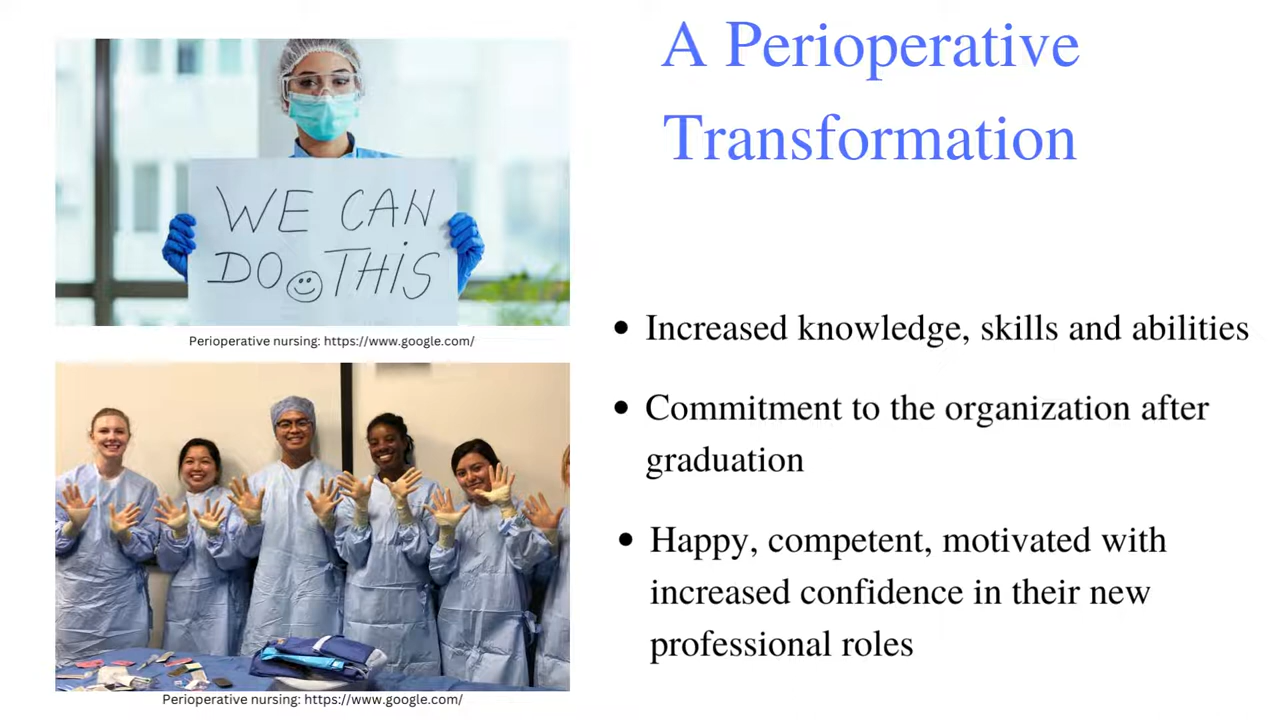 A Perioperative
Transformation
WE CAN
DO THIS
Perioperative nursing: https://www.google.com/
Perioperative nursing: https://www.google.com/
• Increased knowledge, skills and abilities
• Commitment to the organization after
graduation
• Happy, competent, motivated with
increased confidence in their new
professional roles